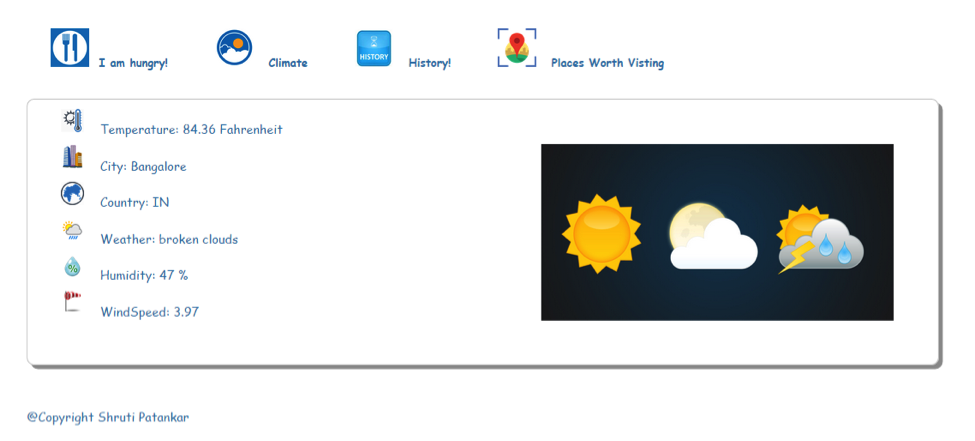 I am hungry! Climate HISTORY History! Places Worth Visting
Temperature: 84.36 Fahrenheit
City: Bangalore
Country: IN
Weather: broken clouds
%
Humidity: 47 %
WindSpeed: 3.97
@Copyright Shruti Patankar